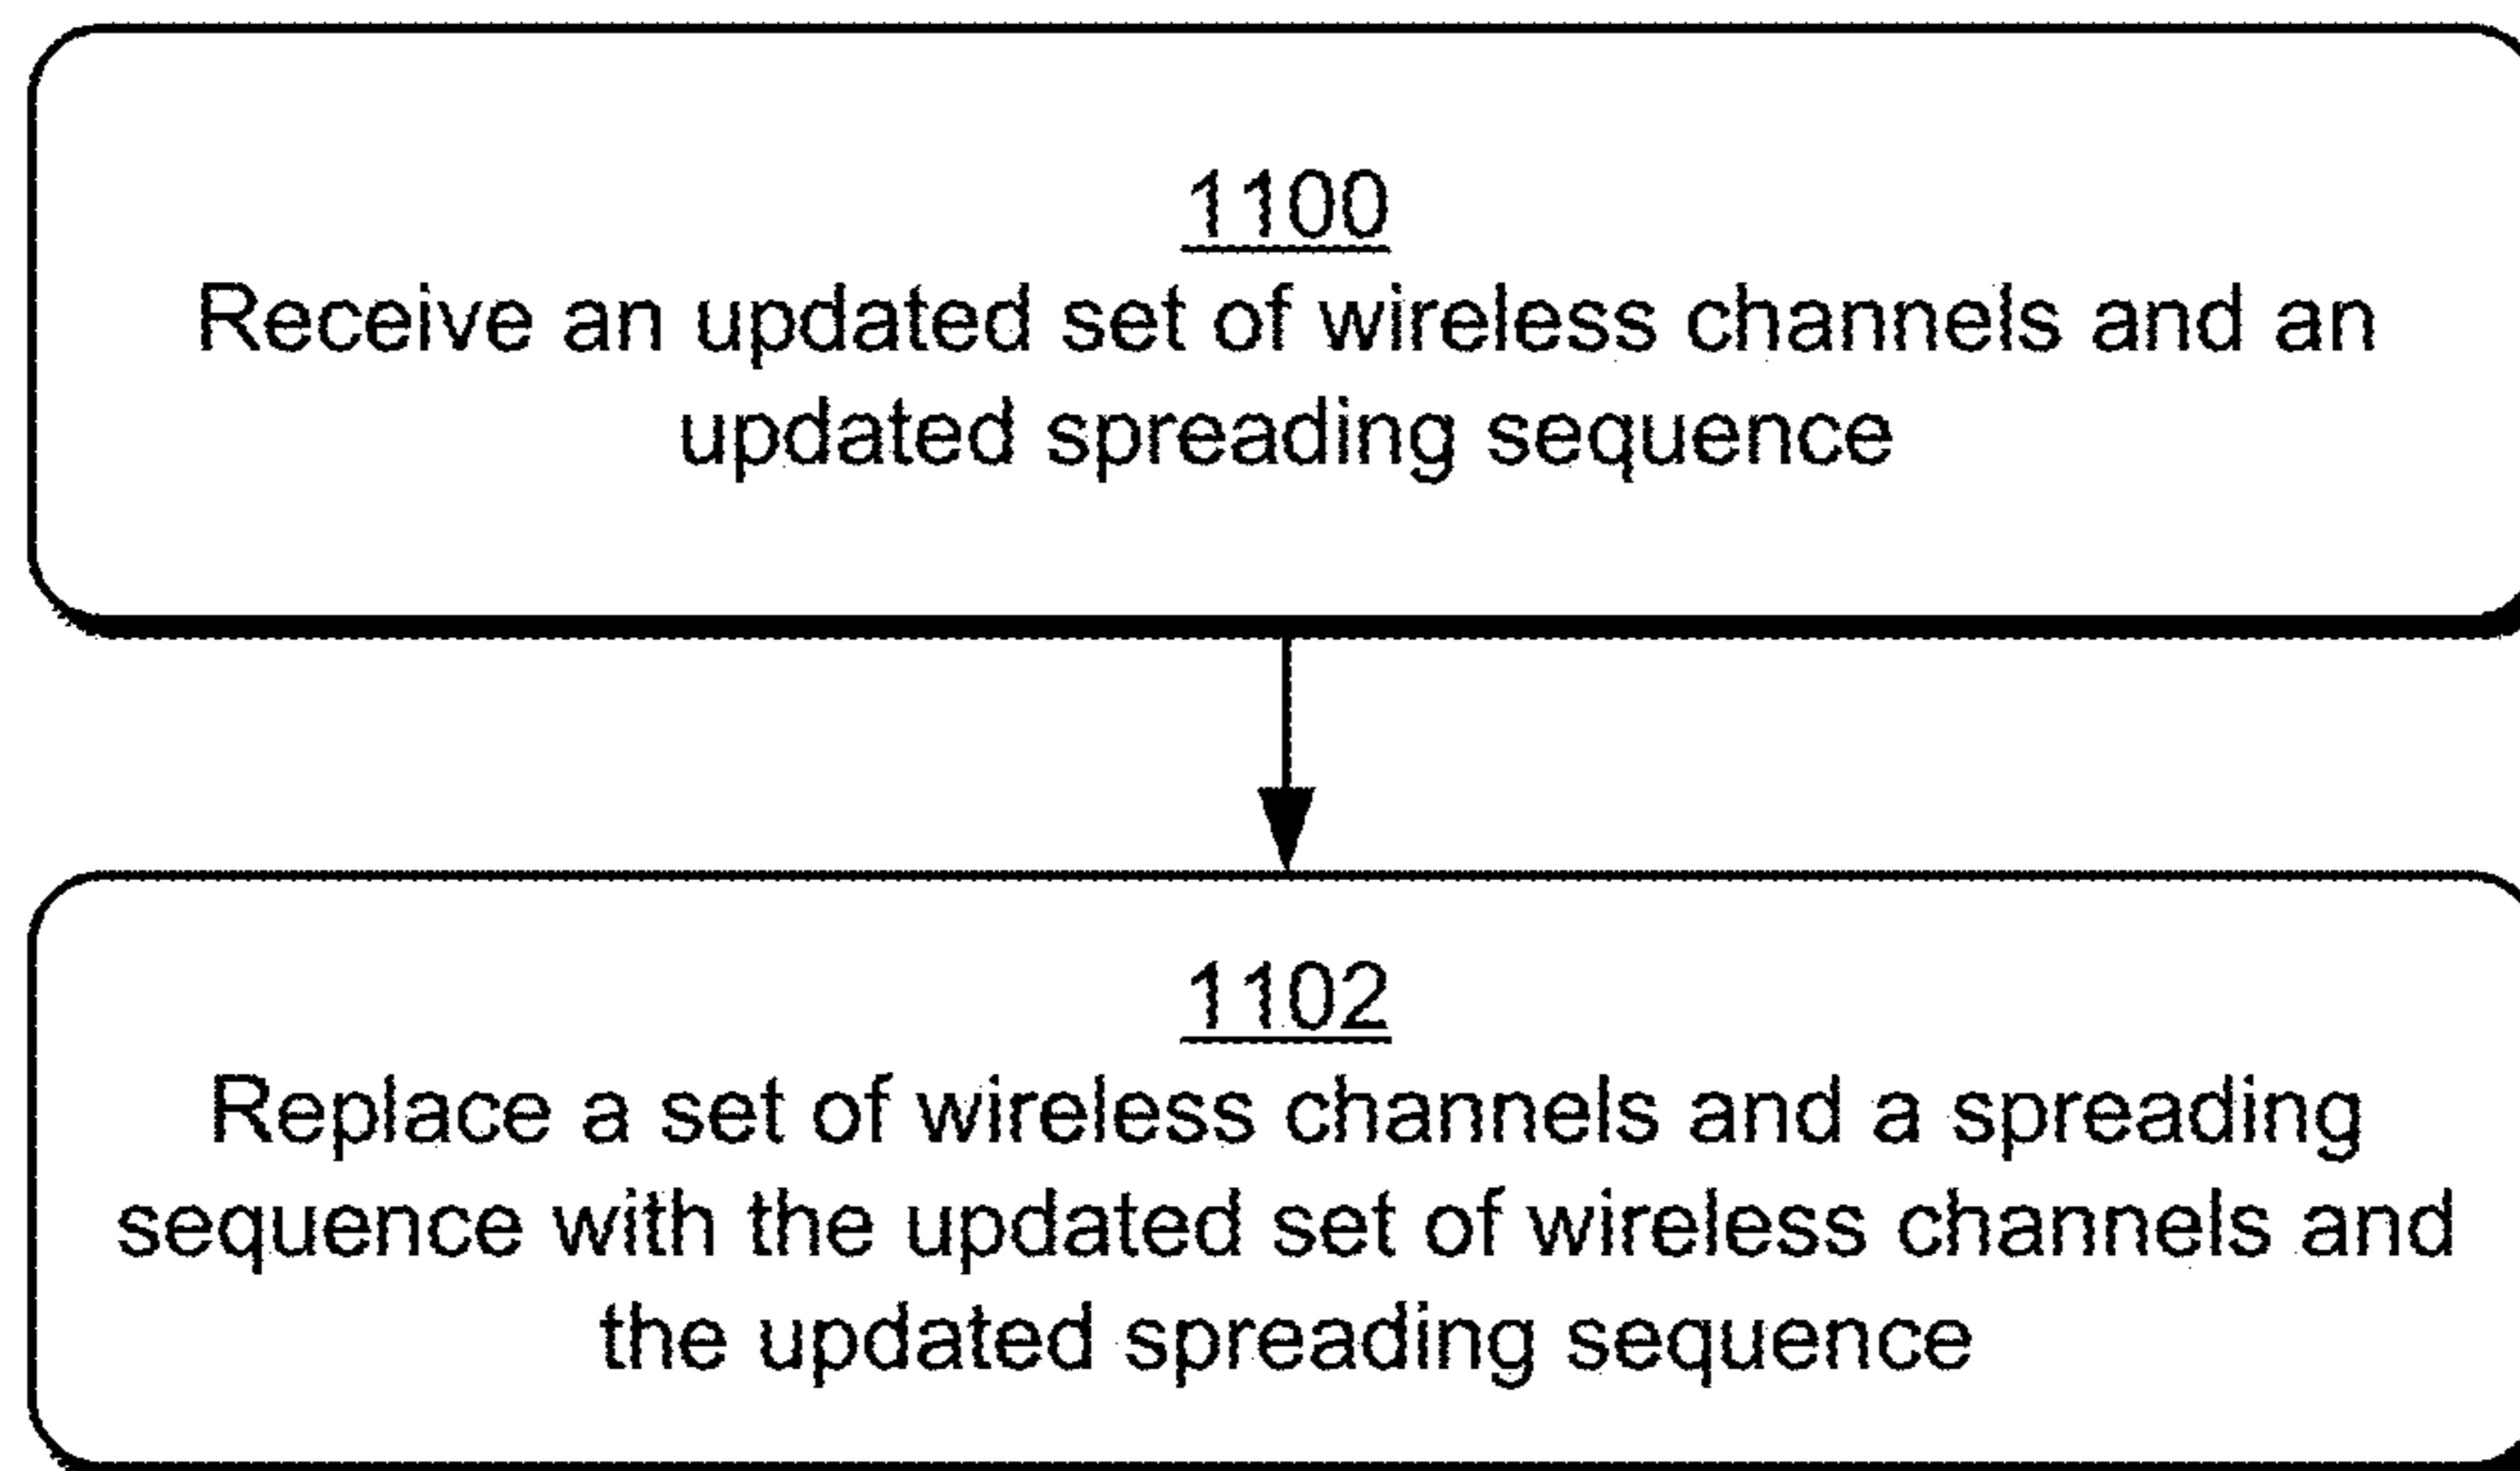 1100
Receive an updated set of wireless channels and an
updated spreading sequence
1102
Replace a set of wireless channels and a spreading
sequence with the updated set of wireless channels and
the updated spreading sequence